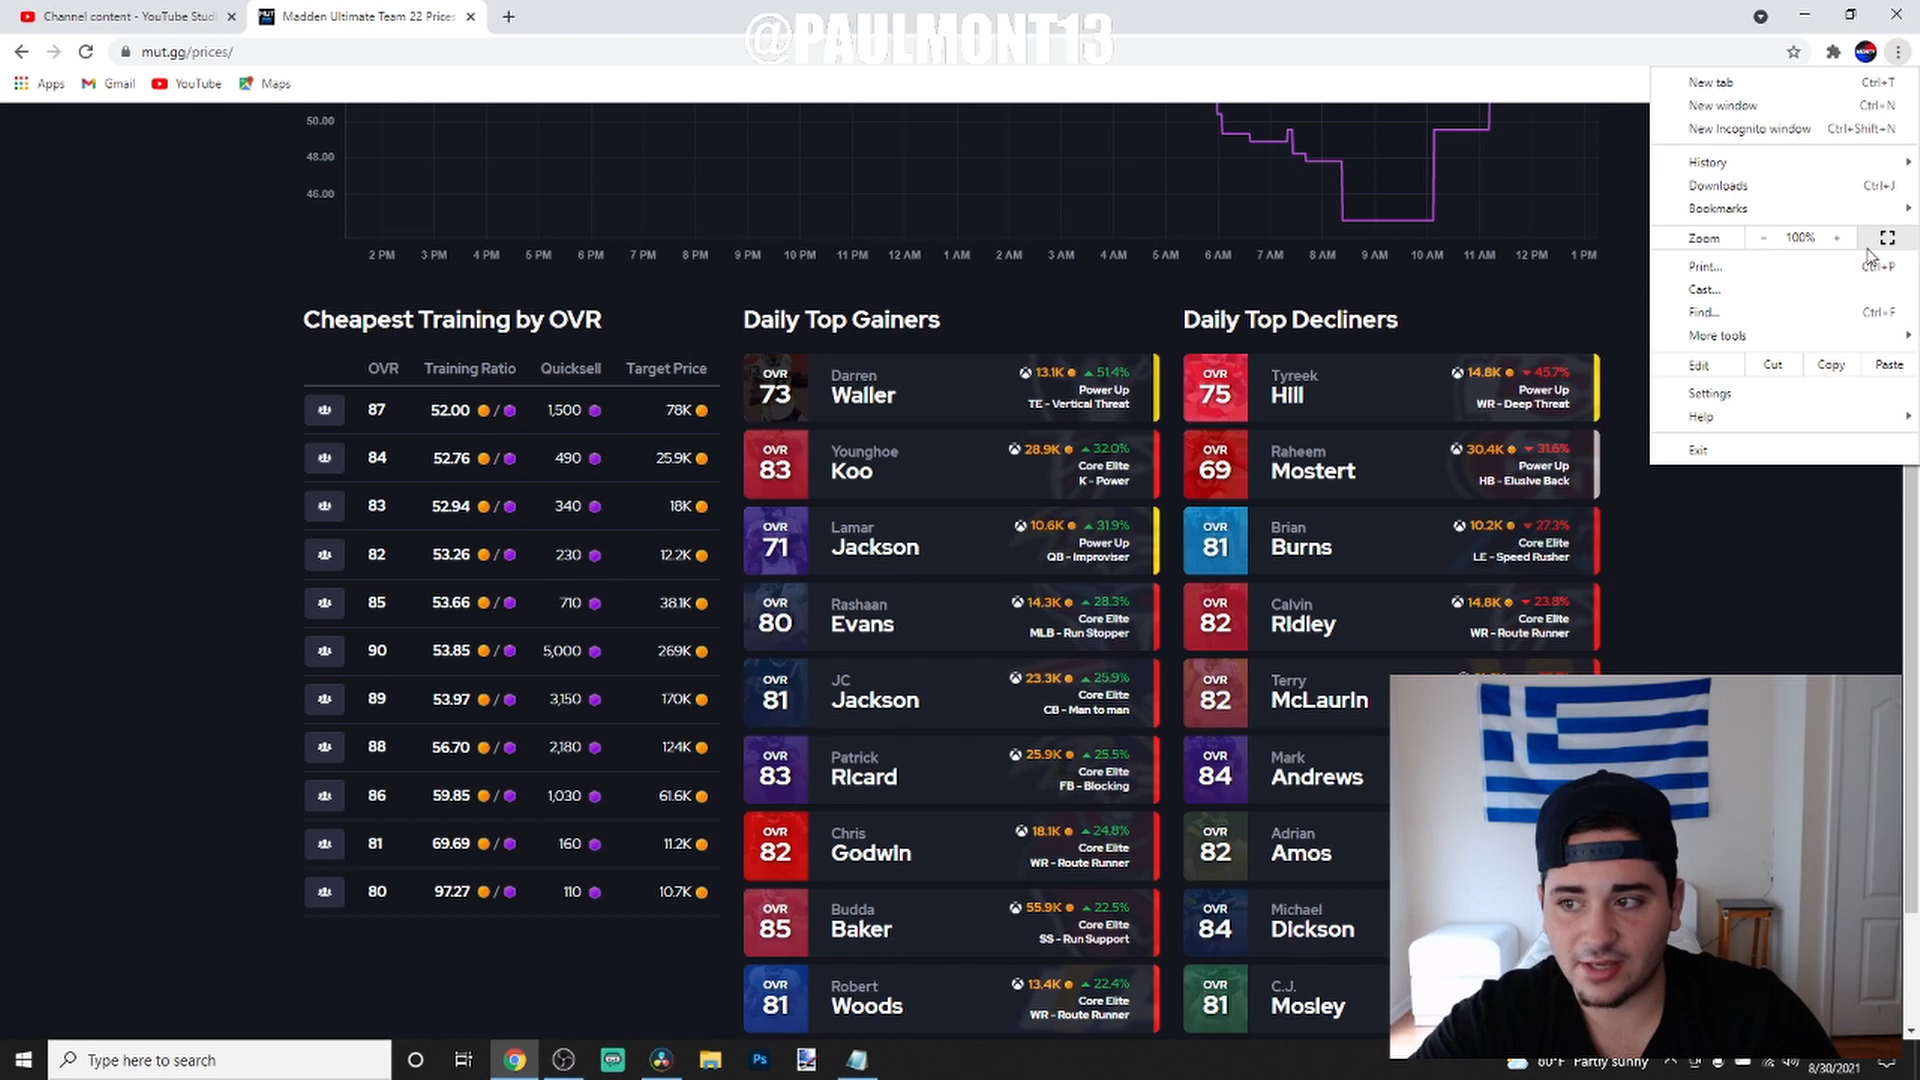 Channel content - YouTube Studi
Madden Ultimate Team 22 Prices
@PAULMONT13
mut.gg/prices/
Apps Gmail YouTube Maps
MONTY
New tab Ctrl+T
New window Ctrl+N
New Incognito window Ctrl+Shift+N
History
Downloads Ctrl+J
Bookmarks
Zoom - 100% +
Print... Ctrl+P
Cast...
Find... Ctrl+F
More tools
Edit Cut Copy Paste
Settings
Help
Exit
50.00
48.00
46.00
2 PM 3 PM 4 PM 5 PM 6 PM 7 PM 8 PM 9 PM 10 PM 11 PM 12 AM 1 AM 2 AM 3 AM 4 AM 5 AM 6 AM 7 AM 8 AM 9 AM 10 AM 11 AM 12 PM 1 PM
Cheapest Training by OVR
OVR Training Ratio Quicksell Target Price
87 52.00 / 1,500 78K
84 52.76 / 490 25.9K
83 52.94 / 340 18K
82 53.26 / 230 12.2K
85 53.66 / 710 38.1K
90 53.85 / 5,000 269K
89 53.97 / 3,150 170K
88 56.70 / 2,180 124K
86 59.85 / 1,030 61.6K
81 69.69 / 160 11.2K
80 97.27 / 110 10.7K
Daily Top Gainers
OVR 73 Darren Waller 13.1K 51.4%
Power Up
TE - Vertical Threat
OVR 83 Younghoe Koo 28.9K 32.0%
Core Elite
K - Power
OVR 71 Lamar Jackson 10.6K 31.9%
Power Up
QB - Improviser
OVR 80 Rashaan Evans 14.3K 28.3%
Core Elite
MLB - Run Stopper
OVR 81 JC Jackson 23.3K 25.9%
Core Elite
CB - Man to man
OVR 83 Patrick Ricard 25.9K 25.5%
Core Elite
FB - Blocking
OVR 82 Chris Godwin 18.1K 24.8%
Core Elite
WR - Route Runner
OVR 85 Budda Baker 55.9K 22.5%
Core Elite
SS - Run Support
OVR 81 Robert Woods 13.4K 22.4%
Core Elite
WR - Route Runner
Daily Top Decliners
OVR 75 Tyreek Hill 14.8K 45.7%
Power Up
WR - Deep Threat
OVR 69 Raheem Mostert 30.4K 31.6%
Power Up
HB - Elusive Back
OVR 81 Brian Burns 10.2K 27.3%
Core Elite
LE - Speed Rusher
OVR 82 Calvin Ridley 14.8K 23.8%
Core Elite
WR - Route Runner
OVR 82 Terry McLaurin
OVR 84 Mark Andrews
OVR 82 Adrian Amos
OVR 84 Michael Dickson
OVR 81 C.J. Mosley
Type here to search
Ps
80°F Partly sunny
8/30/2021